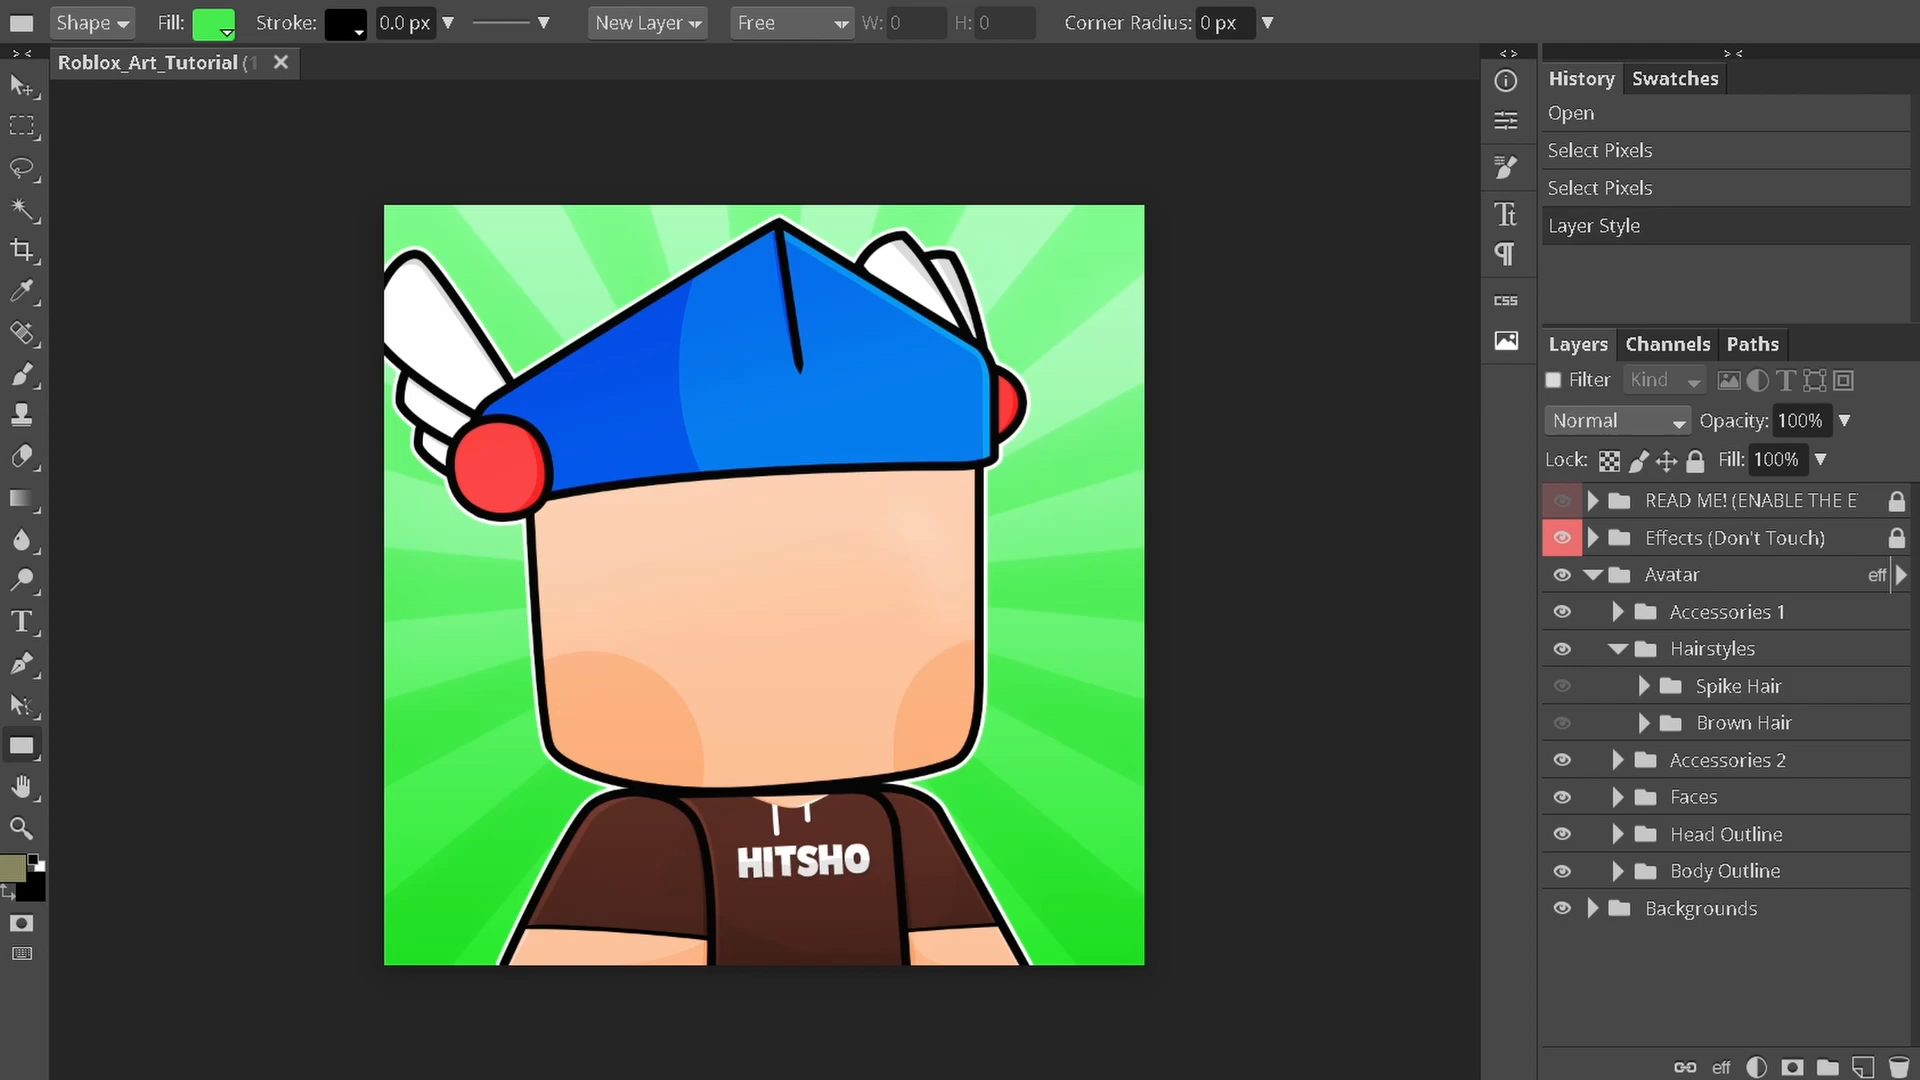 Shape Fill: Stroke: 0.0 px New Layer Free W: 0 H: 0 Corner Radius: 0 px
> < < > > <
Roblox_Art_Tutorial (1
History Swatches
Open
Select Pixels
Select Pixels
Layer Style
CSS
Layers Channels Paths
Filter Kind
Normal Opacity: 100%
Lock: Fill: 100%
READ ME! (ENABLE THE E
Effects (Don't Touch)
Avatar eff
Accessories 1
Hairstyles
Spike Hair
Brown Hair
Accessories 2
Faces
Head Outline
Body Outline
Backgrounds
HITSHO
eff